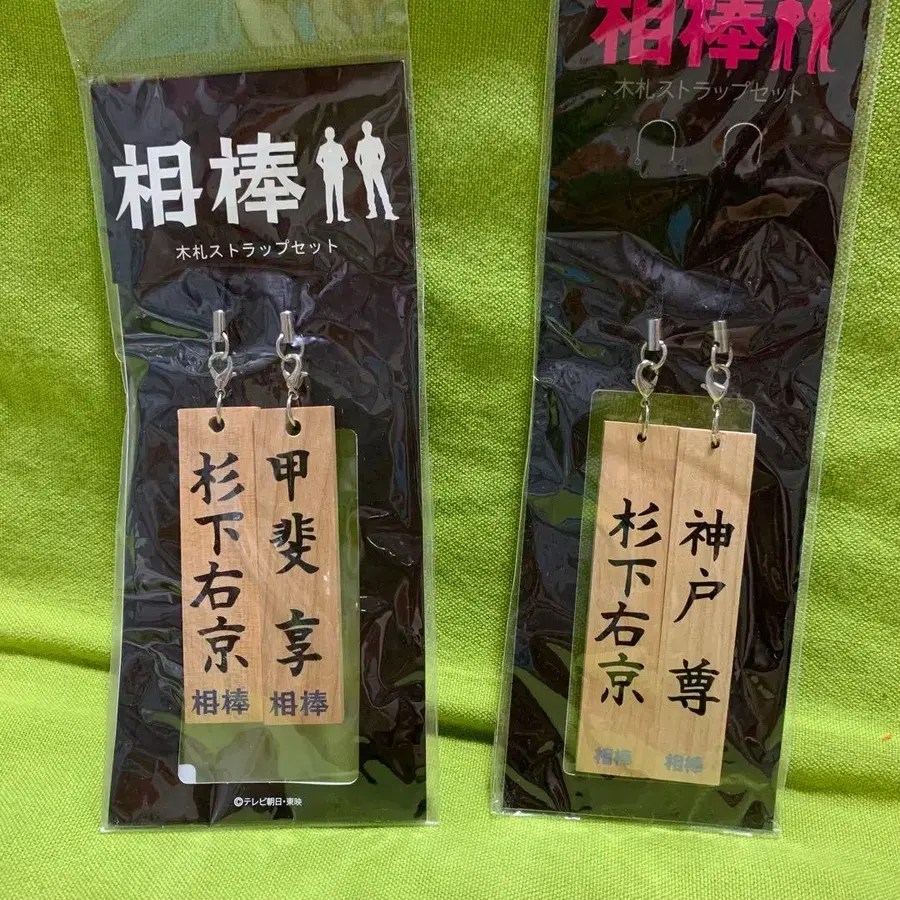 相棒
木札ストラップセット
杉下右京
相棒
甲斐 享
相棒
©テレビ朝日・東映
相棒
木札ストラップセット
杉下右京
相棒
神戸 尊
相棒